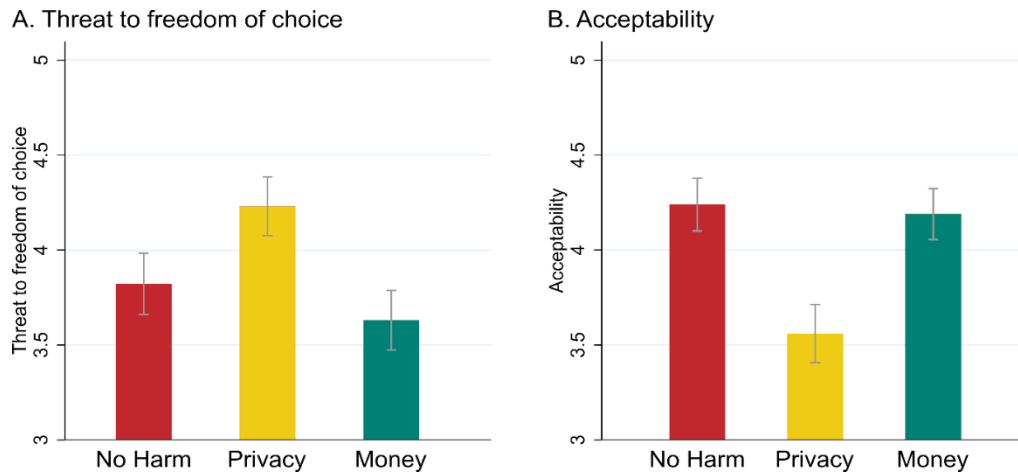 A. Threat to freedom of choice
Threat to freedom of choice
5
4.5
4
3.5
3
No Harm Privacy Money
B. Acceptability
Acceptability
5
4.5
4
3.5
3
No Harm Privacy Money